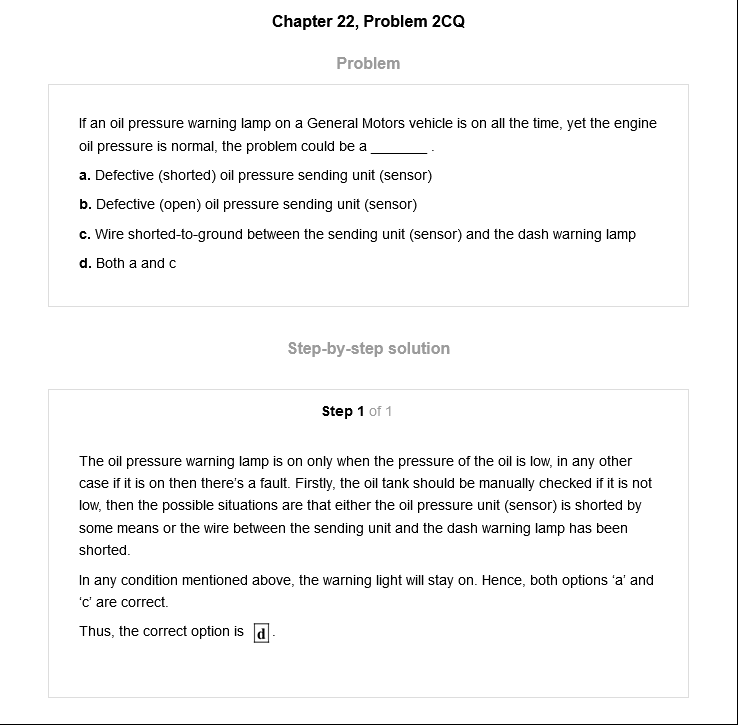 Chapter 22, Problem 2CQ
Problem
If an oil pressure warning lamp on a General Motors vehicle is on all the time, yet the engine
oil pressure is normal, the problem could be a _______ .
a. Defective (shorted) oil pressure sending unit (sensor)
b. Defective (open) oil pressure sending unit (sensor)
c. Wire shorted-to-ground between the sending unit (sensor) and the dash warning lamp
d. Both a and c
Step-by-step solution
Step 1 of 1
The oil pressure warning lamp is on only when the pressure of the oil is low, in any other
case if it is on then there’s a fault. Firstly, the oil tank should be manually checked if it is not
low, then the possible situations are that either the oil pressure unit (sensor) is shorted by
some means or the wire between the sending unit and the dash warning lamp has been
shorted.
In any condition mentioned above, the warning light will stay on. Hence, both options ‘a’ and
‘c’ are correct.
Thus, the correct option is d .